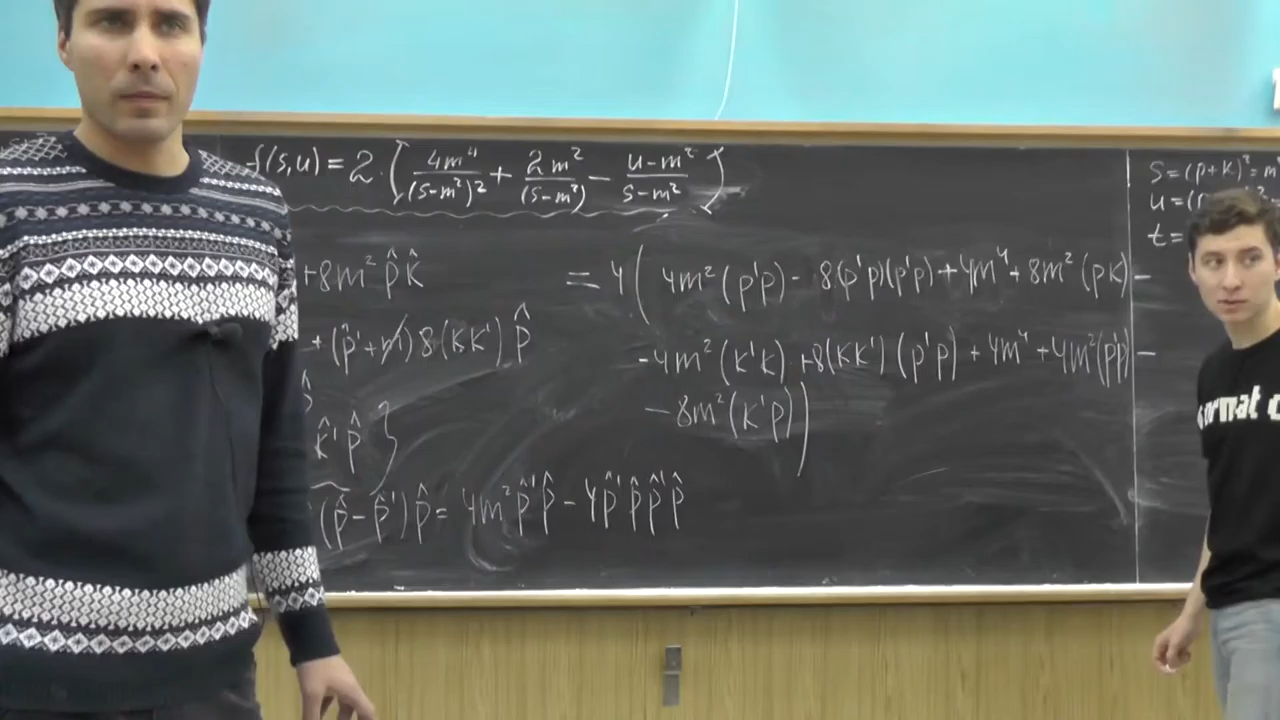 f(s,u) = 2 · [ 4m⁴/(s-m²)² + 2m²/(s-m²) - u-m²/s-m² ]
+8m² p̂ k̂
+ (p̂'+m) 8(kk') p̂
k̂' p̂ }
(p̂ - p̂') p̂ = 4m² p̂' p̂ - 4 p̂' p̂ p̂' p̂
= 4 ( 4m² (p'p) - 8(p'p)(p'p) + 4m⁴ + 8m² (pk) -
- 4m² (k'k) + 8(kk') (p'p) + 4m⁴ + 4m² (p'p) -
- 8m² (k'p) )
s = (p+k)² = m
u = (
t =
rmat